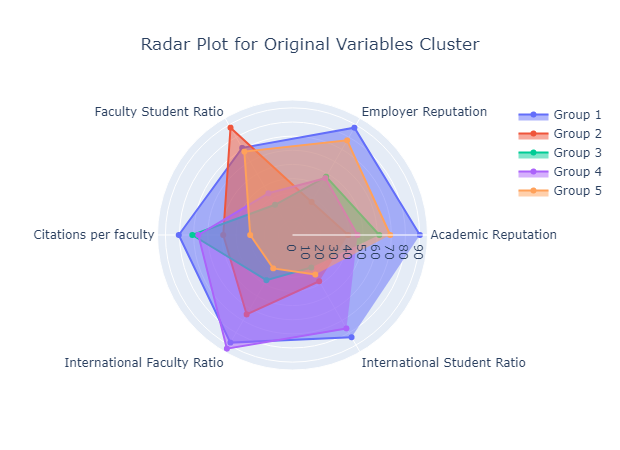 Radar Plot for Original Variables Cluster
Faculty Student Ratio
Employer Reputation
Group 1
Group 2
Group 3
Group 4
Group 5
Citations per faculty
Academic Reputation
0
10
20
30
40
50
60
70
80
90
International Faculty Ratio
International Student Ratio